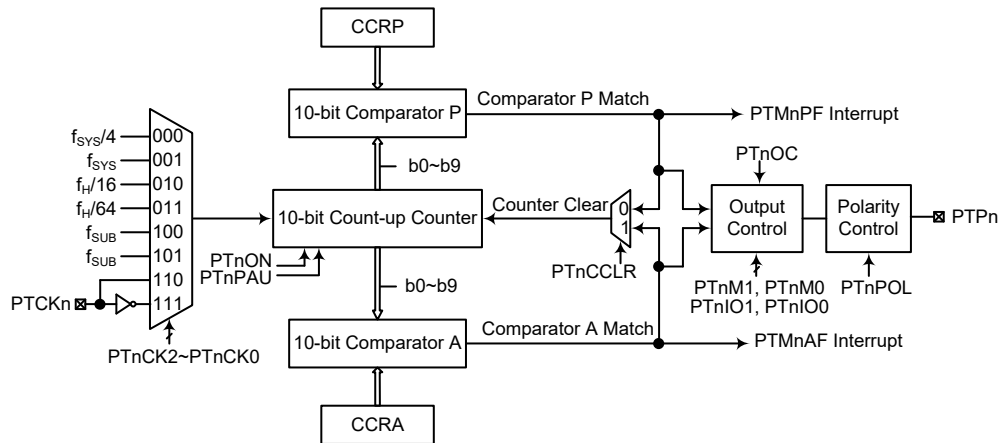 CCRP
10-bit Comparator P
Comparator P Match
PTMnPF Interrupt
fSYS/4
000
fSYS
001
fH/16
010
fH/64
011
fSUB
100
fSUB
101
110
111
PTCKn
PTnCK2~PTnCK0
b0~b9
10-bit Count-up Counter
Counter Clear
0
1
PTnCCLR
PTnON
PTnPAU
b0~b9
PTnOC
Output
Control
Polarity
Control
PTPn
PTnM1, PTnM0
PTnIO1, PTnIO0
PTnPOL
10-bit Comparator A
Comparator A Match
PTMnAF Interrupt
CCRA